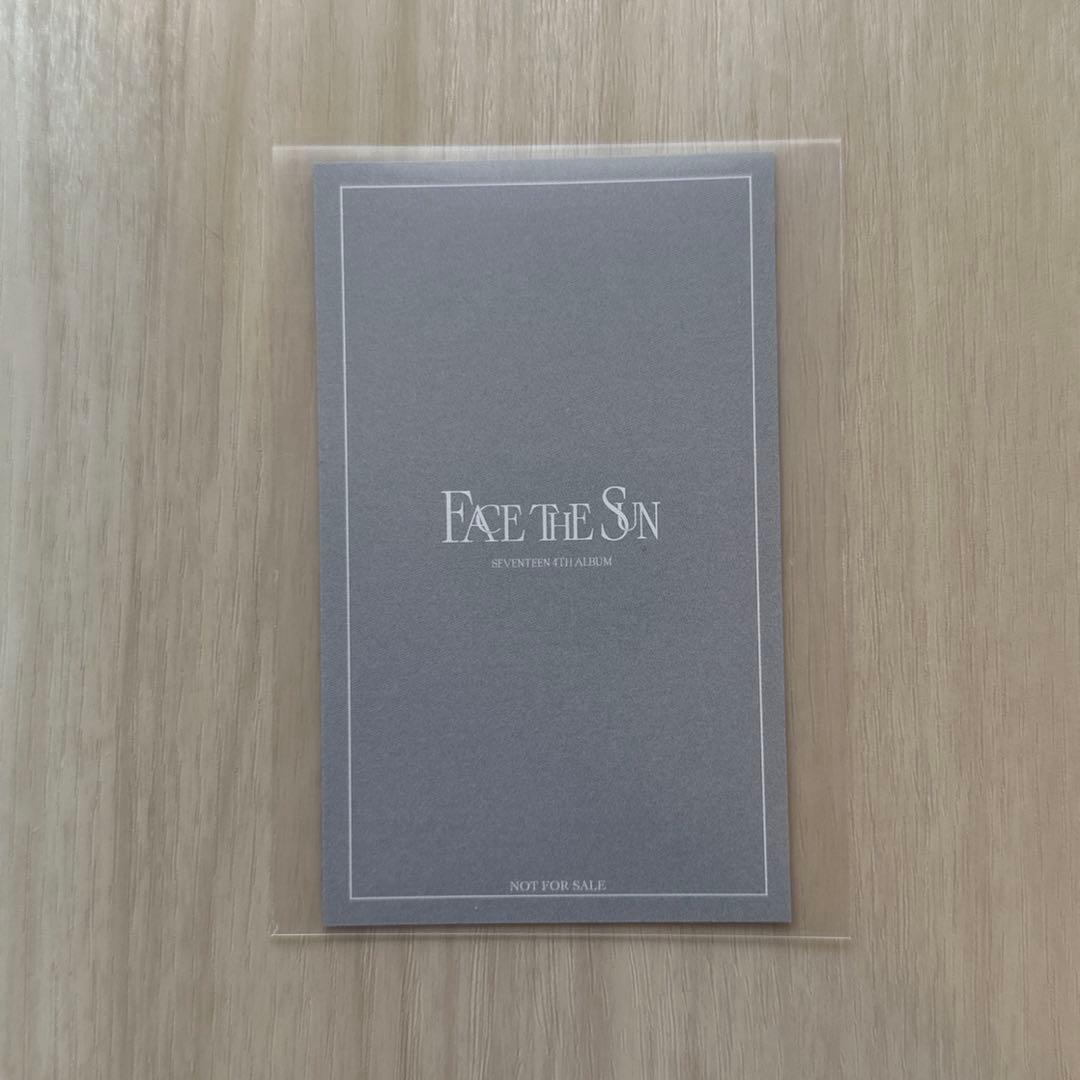 FACE THE SUN
SEVENTEEN 4TH ALBUM
NOT FOR SALE